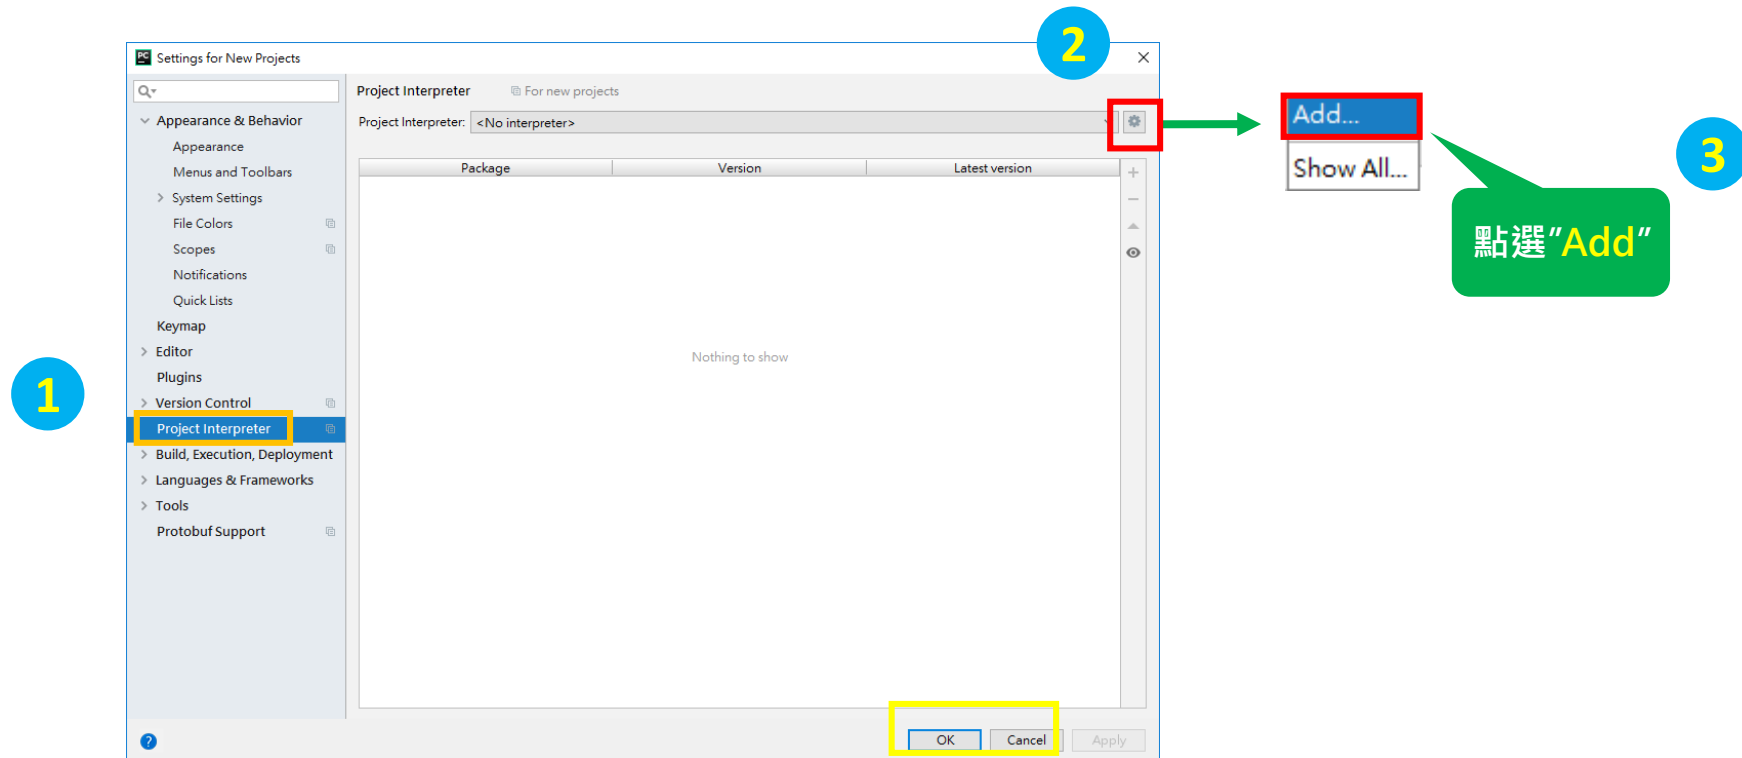 2
PC
Settings for New Projects
Project Interpreter
For new projects
Appearance & Behavior
Project Interpreter:
<No interpreter>
Appearance
Menus and Toolbars
System Settings
File Colors
Scopes
Notifications
Quick Lists
Keymap
Editor
Plugins
Version Control
Project Interpreter
Build, Execution, Deployment
Languages & Frameworks
Tools
Protobuf Support
Package
Version
Latest version
Nothing to show
?
OK
Cancel
Apply
1
Add...
Show All...
3
點選"Add"